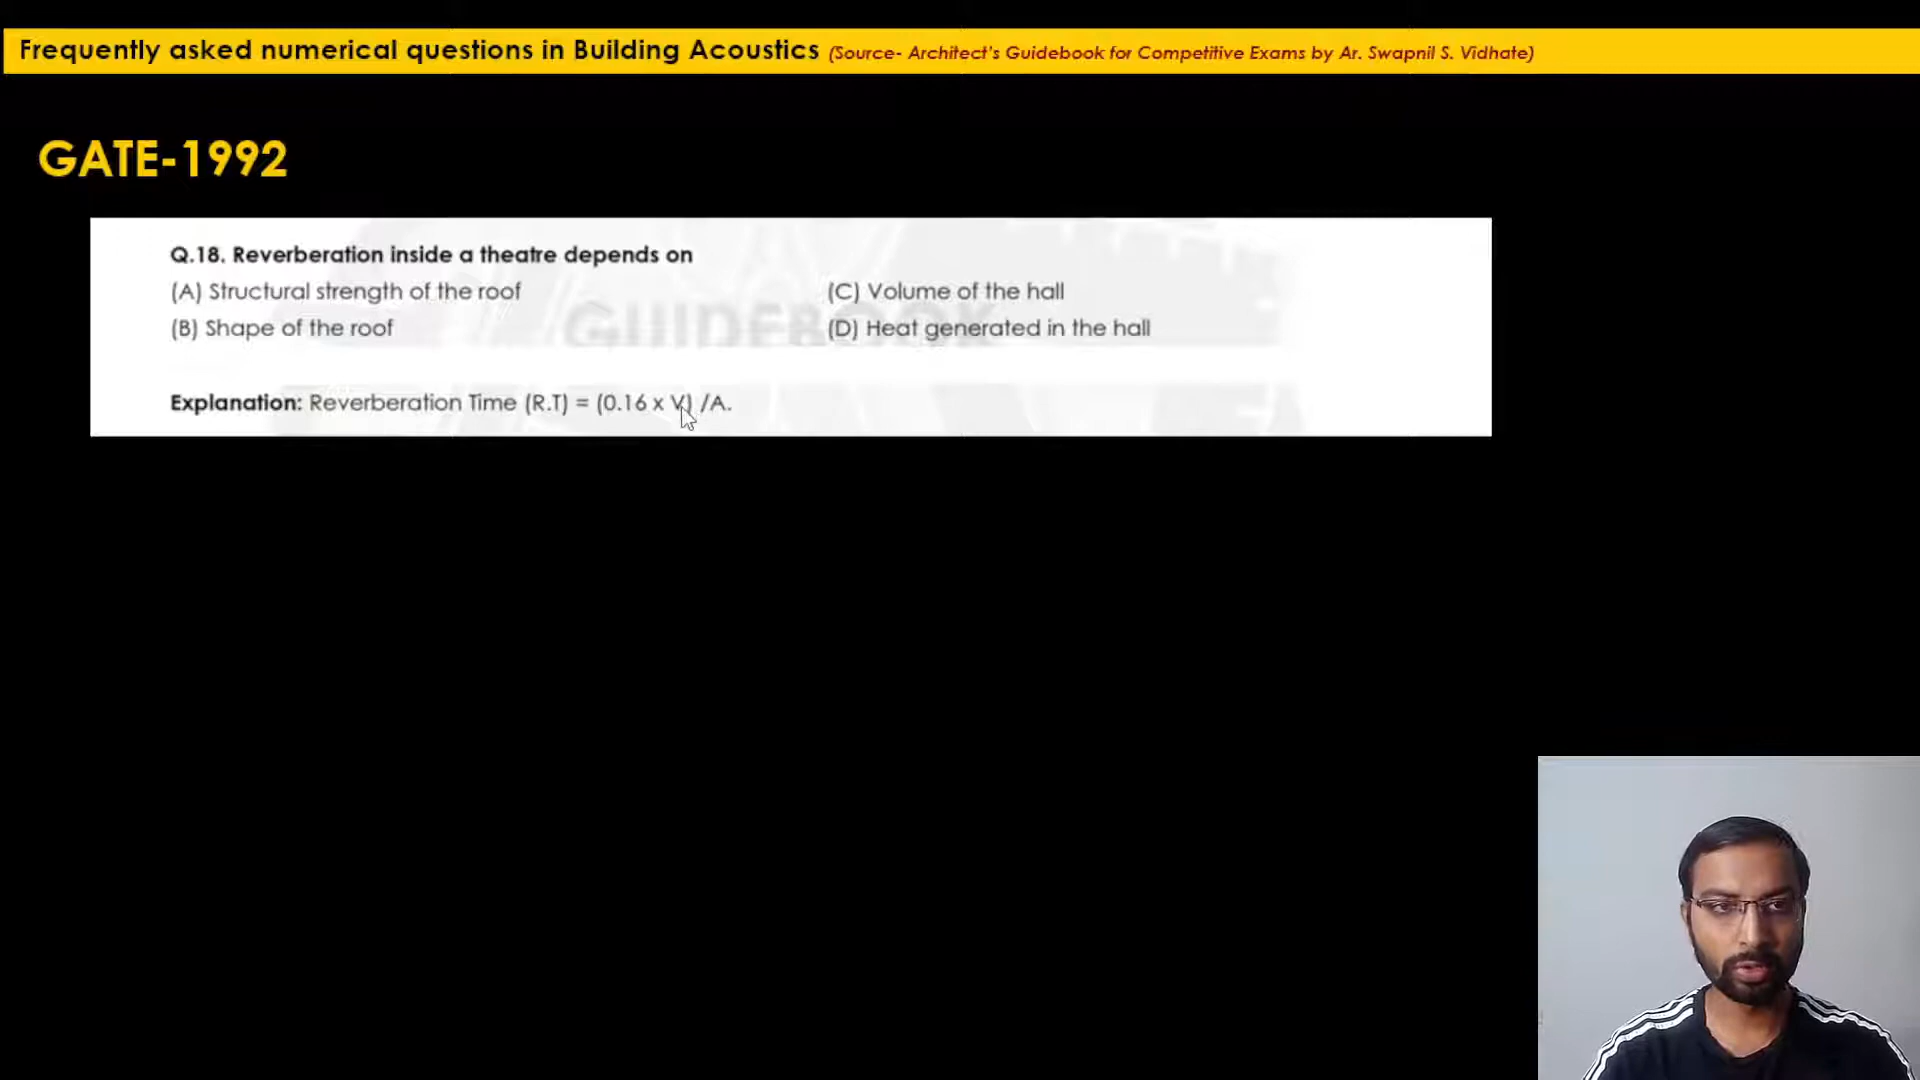 Frequently asked numerical questions in Building Acoustics (Source- Architect's Guidebook for Competitive Exams by Ar. Swapnil S. Vidhate)
GATE-1992
Q.18. Reverberation inside a theatre depends on
(A) Structural strength of the roof
(C) Volume of the hall
(B) Shape of the roof
(D) Heat generated in the hall
GUIDEBOOK
Explanation: Reverberation Time (R.T) = (0.16 x V) /A.